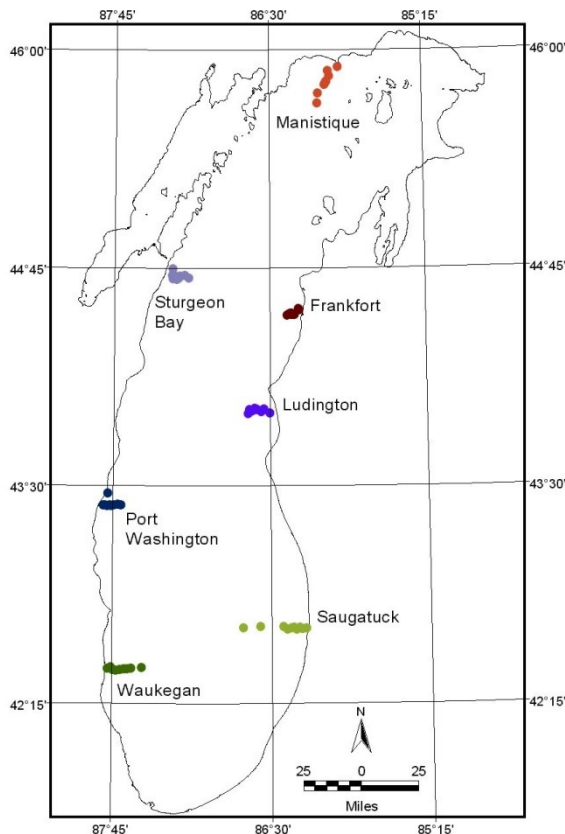 87°45' 86°30' 85°15'
46°00' 46°00'
Manistique
44°45' 44°45'
Sturgeon
Bay
Frankfort
Ludington
43°30' 43°30'
Port
Washington
Saugatuck
Waukegan
42°15' 42°15'
N
25 0 25
Miles
87°45' 86°30' 85°15'